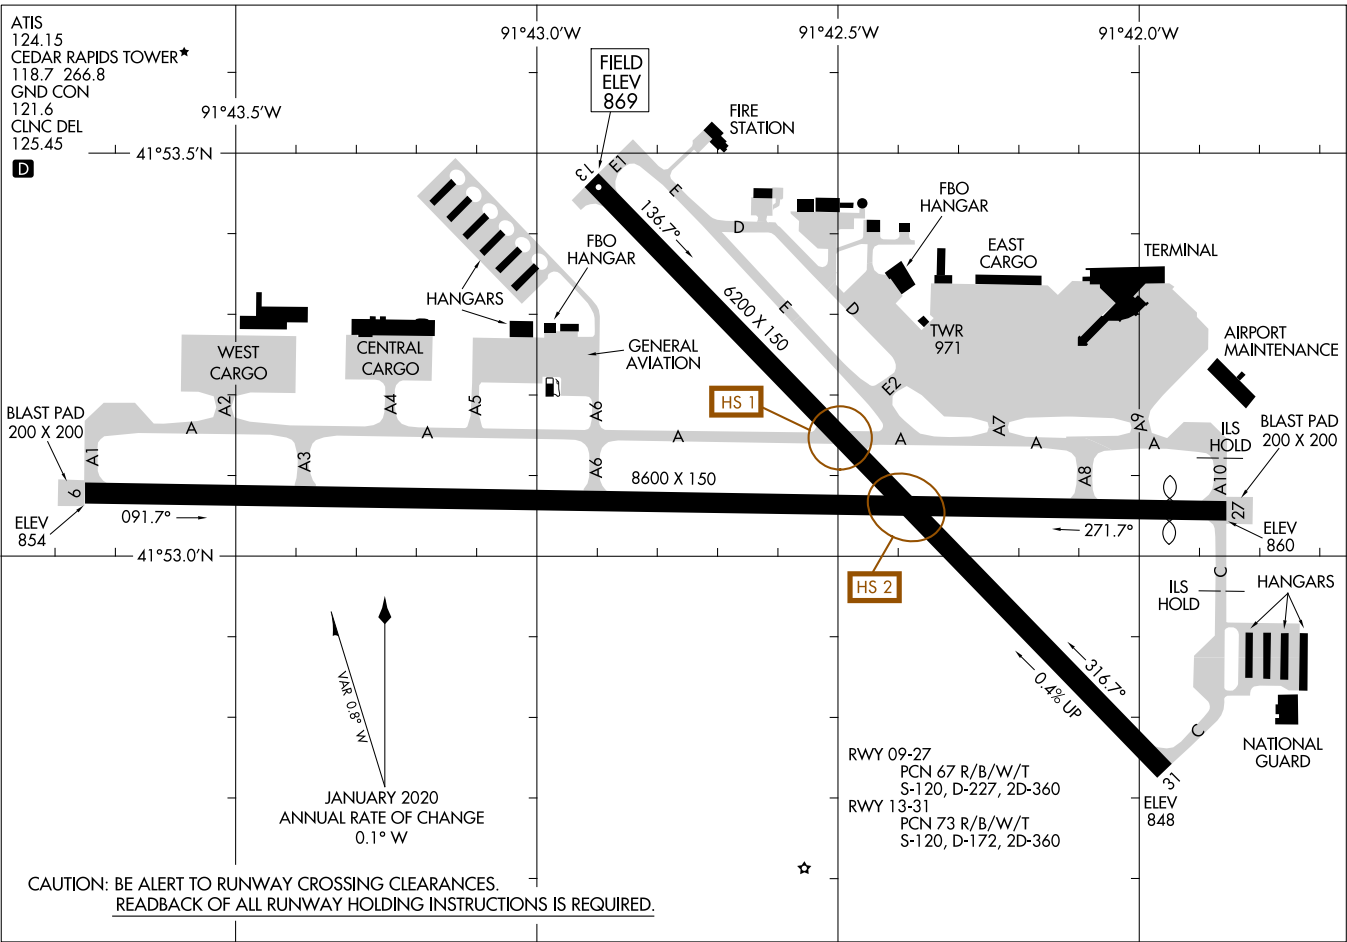 ATIS
124.15
CEDAR RAPIDS TOWER★
118.7 266.8
GND CON
121.6
CLNC DEL
125.45
D
91°43.5'W
91°43.0'W
91°42.5'W
91°42.0'W
41°53.5'N
41°53.0'N
FIELD
ELEV
869
FIRE
STATION
13
E1
E
D
136.7°
FBO
HANGAR
FBO
HANGAR
EAST
CARGO
TERMINAL
HANGARS
6200 X 150
E
D
TWR
971
AIRPORT
MAINTENANCE
WEST
CARGO
CENTRAL
CARGO
GENERAL
AVIATION
E2
HS 1
BLAST PAD
200 X 200
A2
A4
A5
A6
A7
A9
ILS
HOLD
BLAST PAD
200 X 200
A
A
A
A
A
A
A1
A3
A6
A8
A10
8600 X 150
9
27
ELEV
854
091.7°
271.7°
ELEV
860
HS 2
C
ILS
HOLD
HANGARS
VAR 0.8° W
316.7°
0.4% UP
C
NATIONAL
GUARD
JANUARY 2020
ANNUAL RATE OF CHANGE
0.1° W
RWY 09-27
PCN 67 R/B/W/T
S-120, D-227, 2D-360
RWY 13-31
PCN 73 R/B/W/T
S-120, D-172, 2D-360
31
ELEV
848
CAUTION: BE ALERT TO RUNWAY CROSSING CLEARANCES.
READBACK OF ALL RUNWAY HOLDING INSTRUCTIONS IS REQUIRED.